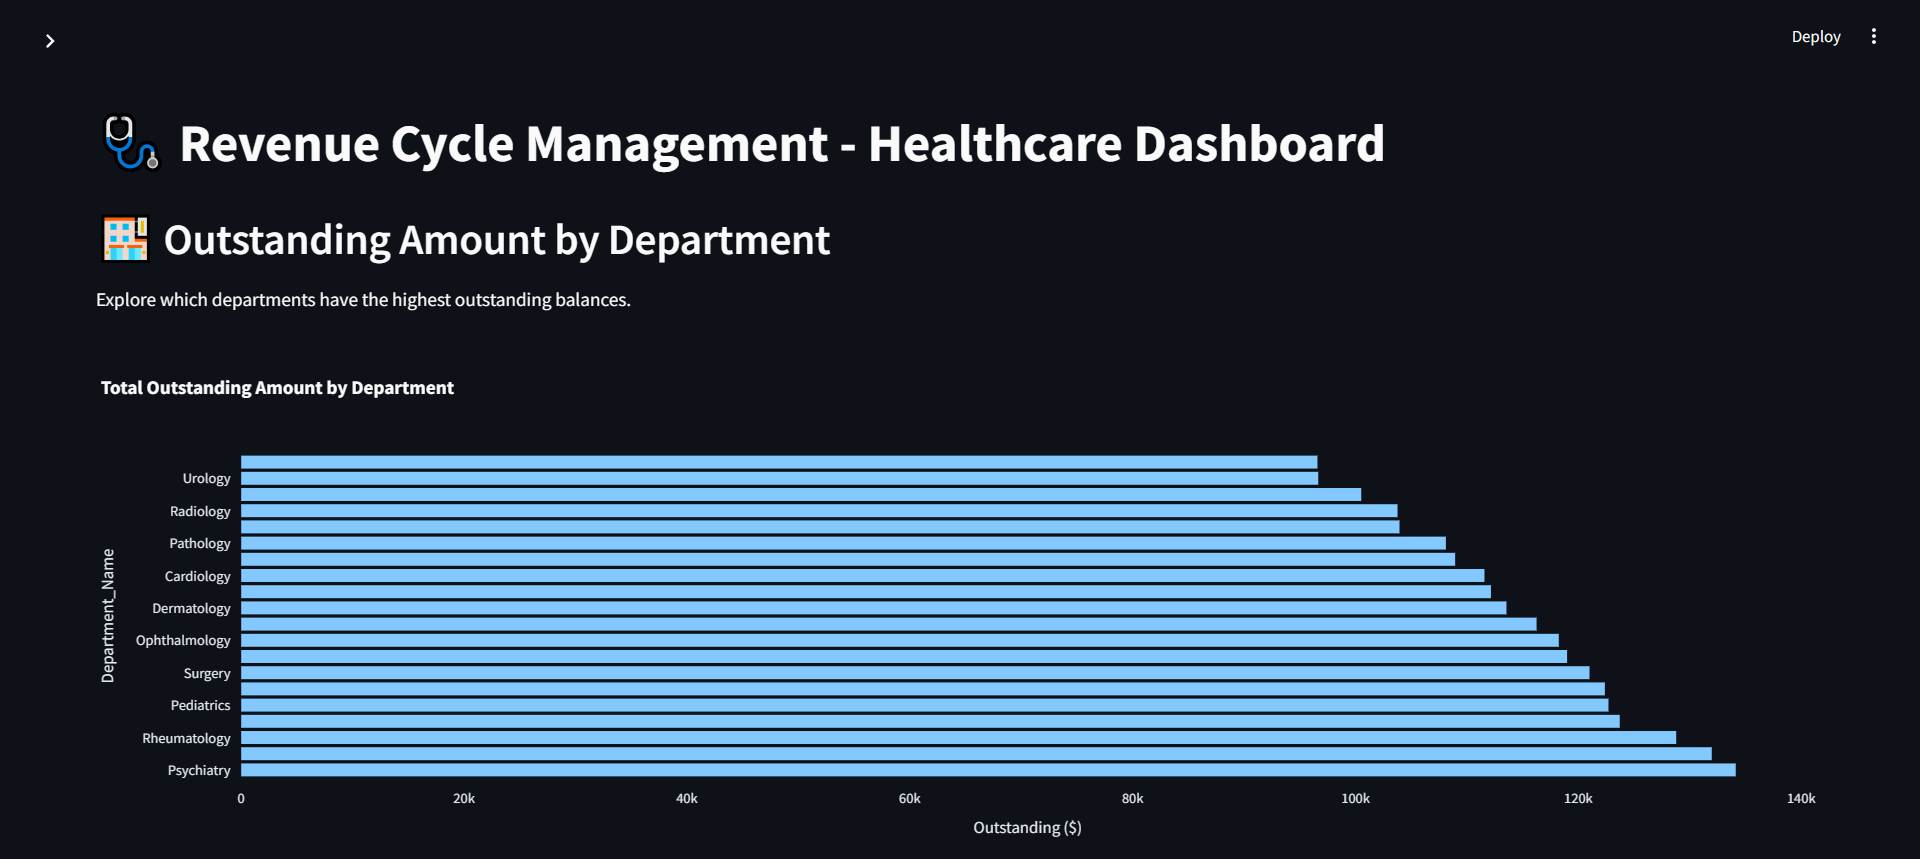 Deploy
Revenue Cycle Management - Healthcare Dashboard
Outstanding Amount by Department
Explore which departments have the highest outstanding balances.
Total Outstanding Amount by Department
Department_Name
Urology
Radiology
Pathology
Cardiology
Dermatology
Ophthalmology
Surgery
Pediatrics
Rheumatology
Psychiatry
0 20k 40k 60k 80k 100k 120k 140k
Outstanding ($)